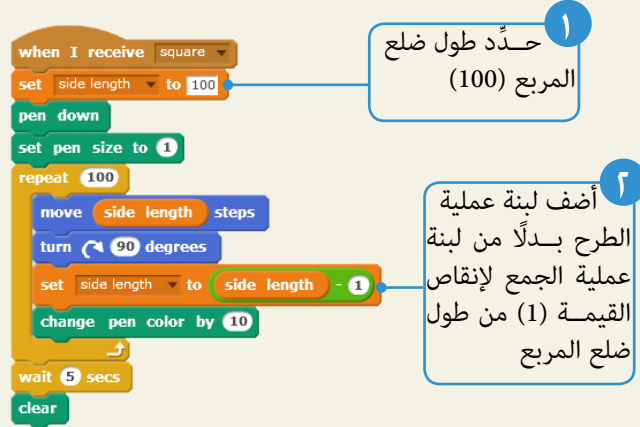 when I receive square
set side length to 100
pen down
set pen size to 1
repeat 100
move side length steps
turn 90 degrees
set side length to side length - 1
change pen color by 10
wait 5 secs
clear
١
حــدِّد طول ضلع
المربع (100)
٢
أضف لبنة عملية
الطرح بــدلًا من لبنة
عملية الجمع لإنقاص
القيمــة (1) من طول
ضلع المربع